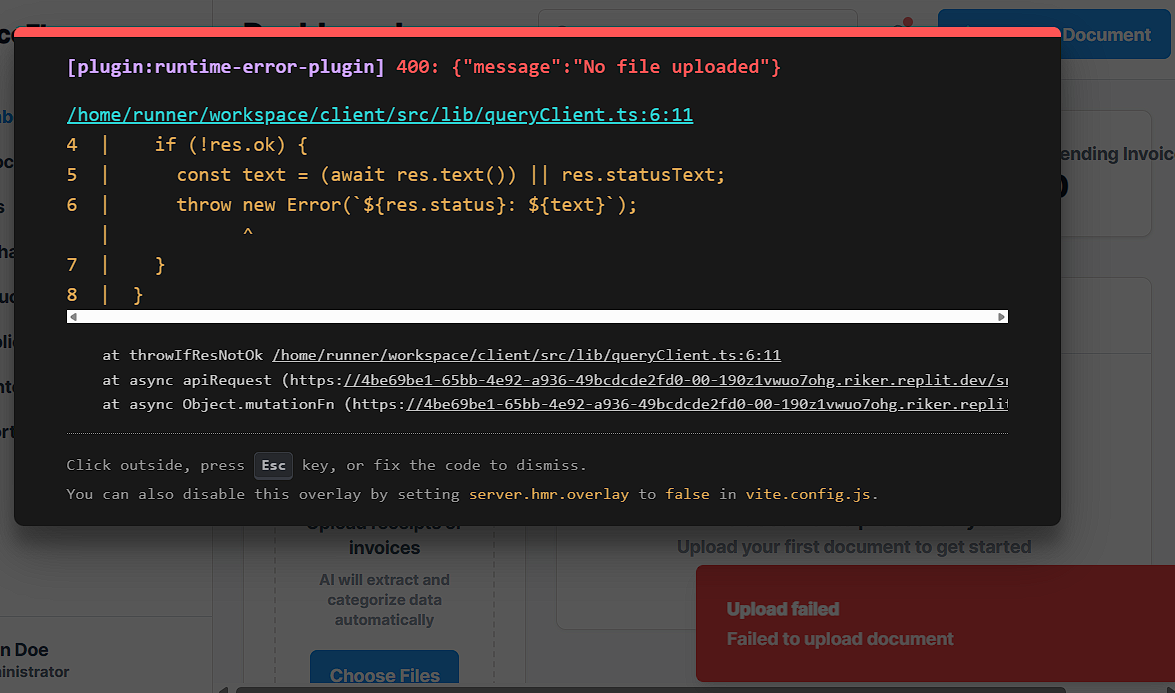 Document
[plugin:runtime-error-plugin] 400: {"message":"No file uploaded"}
/home/runner/workspace/client/src/lib/queryClient.ts:6:11
4 | if (!res.ok) {
5 | const text = (await res.text()) || res.statusText;
6 | throw new Error(`${res.status}: ${text}`);
| ^
7 | }
8 | }
ending Invoic
at throwIfResNotOk /home/runner/workspace/client/src/lib/queryClient.ts:6:11
at async apiRequest (https://4be69be1-65bb-4e92-a936-49bcdcde2fd0-00-190z1vwuo7ohg.riker.replit.dev/sr
at async Object.mutationFn (https://4be69be1-65bb-4e92-a936-49bcdcde2fd0-00-190z1vwuo7ohg.riker.replit
Click outside, press Esc key, or fix the code to dismiss.
You can also disable this overlay by setting server.hmr.overlay to false in vite.config.js.
Upload receipts or
invoices
AI will extract and
categorize data
automatically
Choose Files
Upload your first document to get started
Upload failed
Failed to upload document
n Doe
inistrator